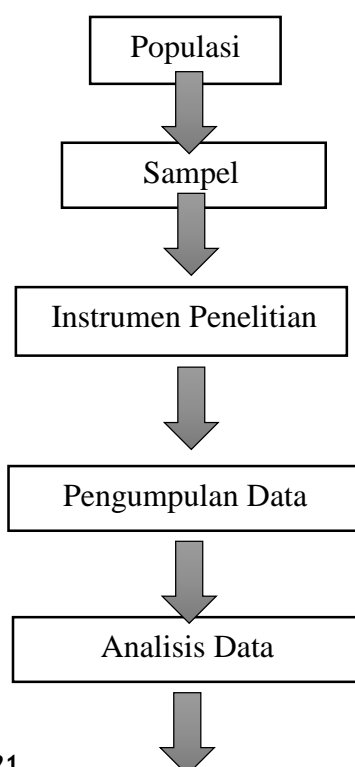 Populasi
Sampel
Instrumen Penelitian
Pengumpulan Data
Analisis Data